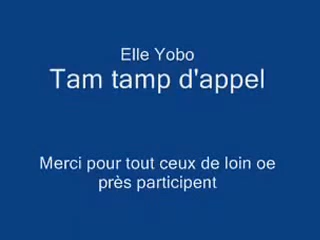 Elle Yobo
Tam tamp d'appel
Merci pour tout ceux de loin oe
près participent